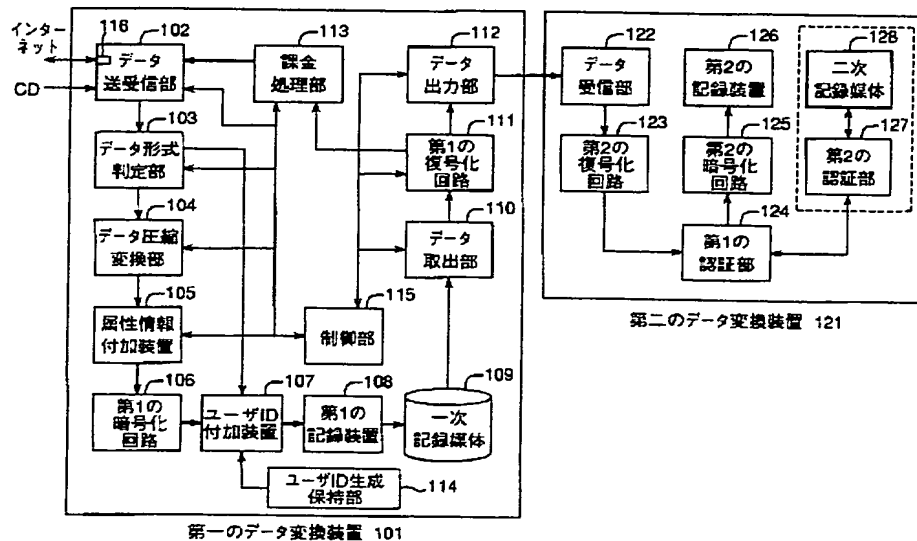 インター
ネット
CD
116
102
データ
送受信部
113
課金
処理部
112
データ
出力部
103
データ形式
判定部
111
第1の
復号化
回路
104
データ圧縮
変換部
110
データ
取出部
105
属性情報
付加装置
115
制御部
106
第1の
暗号化
回路
107
ユーザID
付加装置
108
第1の
記録装置
109
一次
記録媒体
ユーザID生成
保持部
114
第一のデータ変換装置 101
122
データ
受信部
126
第2の
記録装置
128
二次
記録媒体
123
第2の
復号化
回路
125
第2の
暗号化
回路
127
第2の
認証部
124
第1の
認証部
第二のデータ変換装置 121